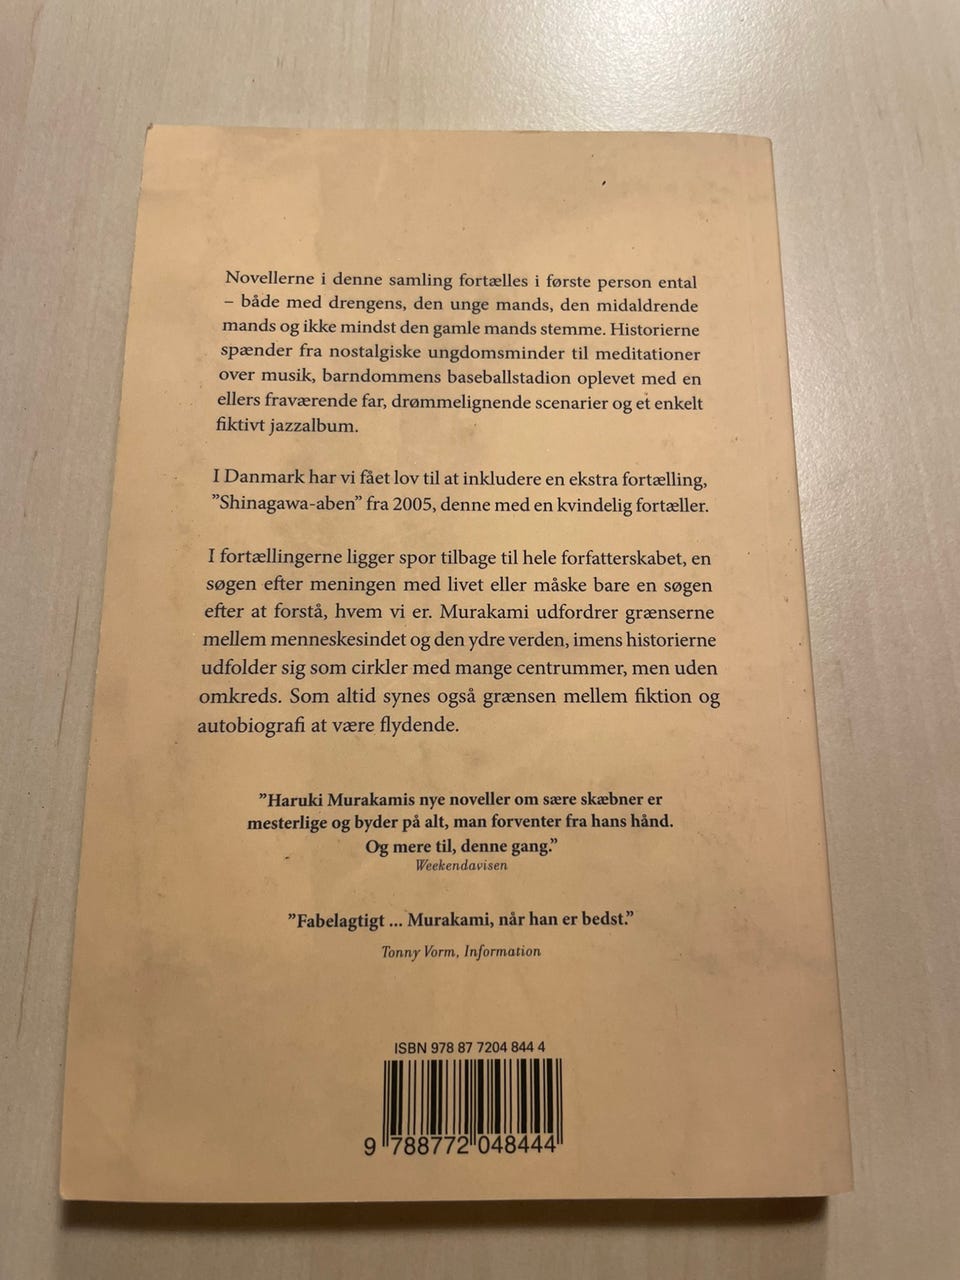 Novellerne i denne samling fortælles i første person ental
– både med drengens, den unge mands, den midaldrende
mands og ikke mindst den gamle mands stemme. Historierne
spænder fra nostalgiske ungdomsminder til meditationer
over musik, barndommens baseballstadion oplevet med en
ellers fraværende far, drømmelignende scenarier og et enkelt
fiktivt jazzalbum.
I Danmark har vi fået lov til at inkludere en ekstra fortælling,
”Shinagawa-aben” fra 2005, denne med en kvindelig fortæller.
I fortællingerne ligger spor tilbage til hele forfatterskabet, en
søgen efter meningen med livet eller måske bare en søgen
efter at forstå, hvem vi er. Murakami udfordrer grænserne
mellem menneskesindet og den ydre verden, imens historierne
udfolder sig som cirkler med mange centrummer, men uden
omkreds. Som altid synes også grænsen mellem fiktion og
autobiografi at være flydende.
”Haruki Murakamis nye noveller om sære skæbner er
mesterlige og byder på alt, man forventer fra hans hånd.
Og mere til, denne gang.”
Weekendavisen
”Fabelagtigt ... Murakami, når han er bedst.”
Tonny Vorm, Information
ISBN 978 87 7204 844 4
9 788772 048444